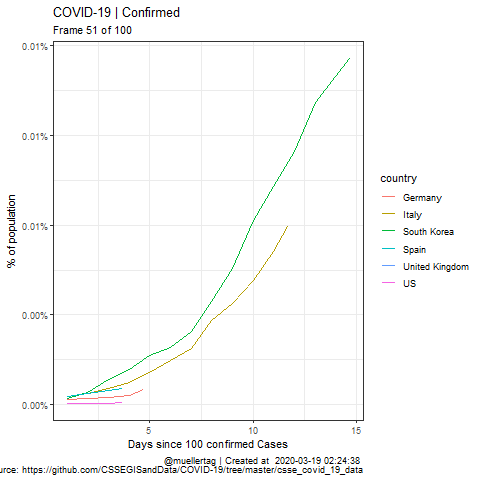 COVID-19 | Confirmed
Frame 51 of 100
0.01%
0.01%
0.01%
0.00%
0.00%
% of population
5
10
15
Days since 100 confirmed Cases
country
Germany
Italy
South Korea
Spain
United Kingdom
US
@muellertag | Created at 2020-03-19 02:24:38
urce: https://github.com/CSSEGISandData/COVID-19/tree/master/csse_covid_19_data